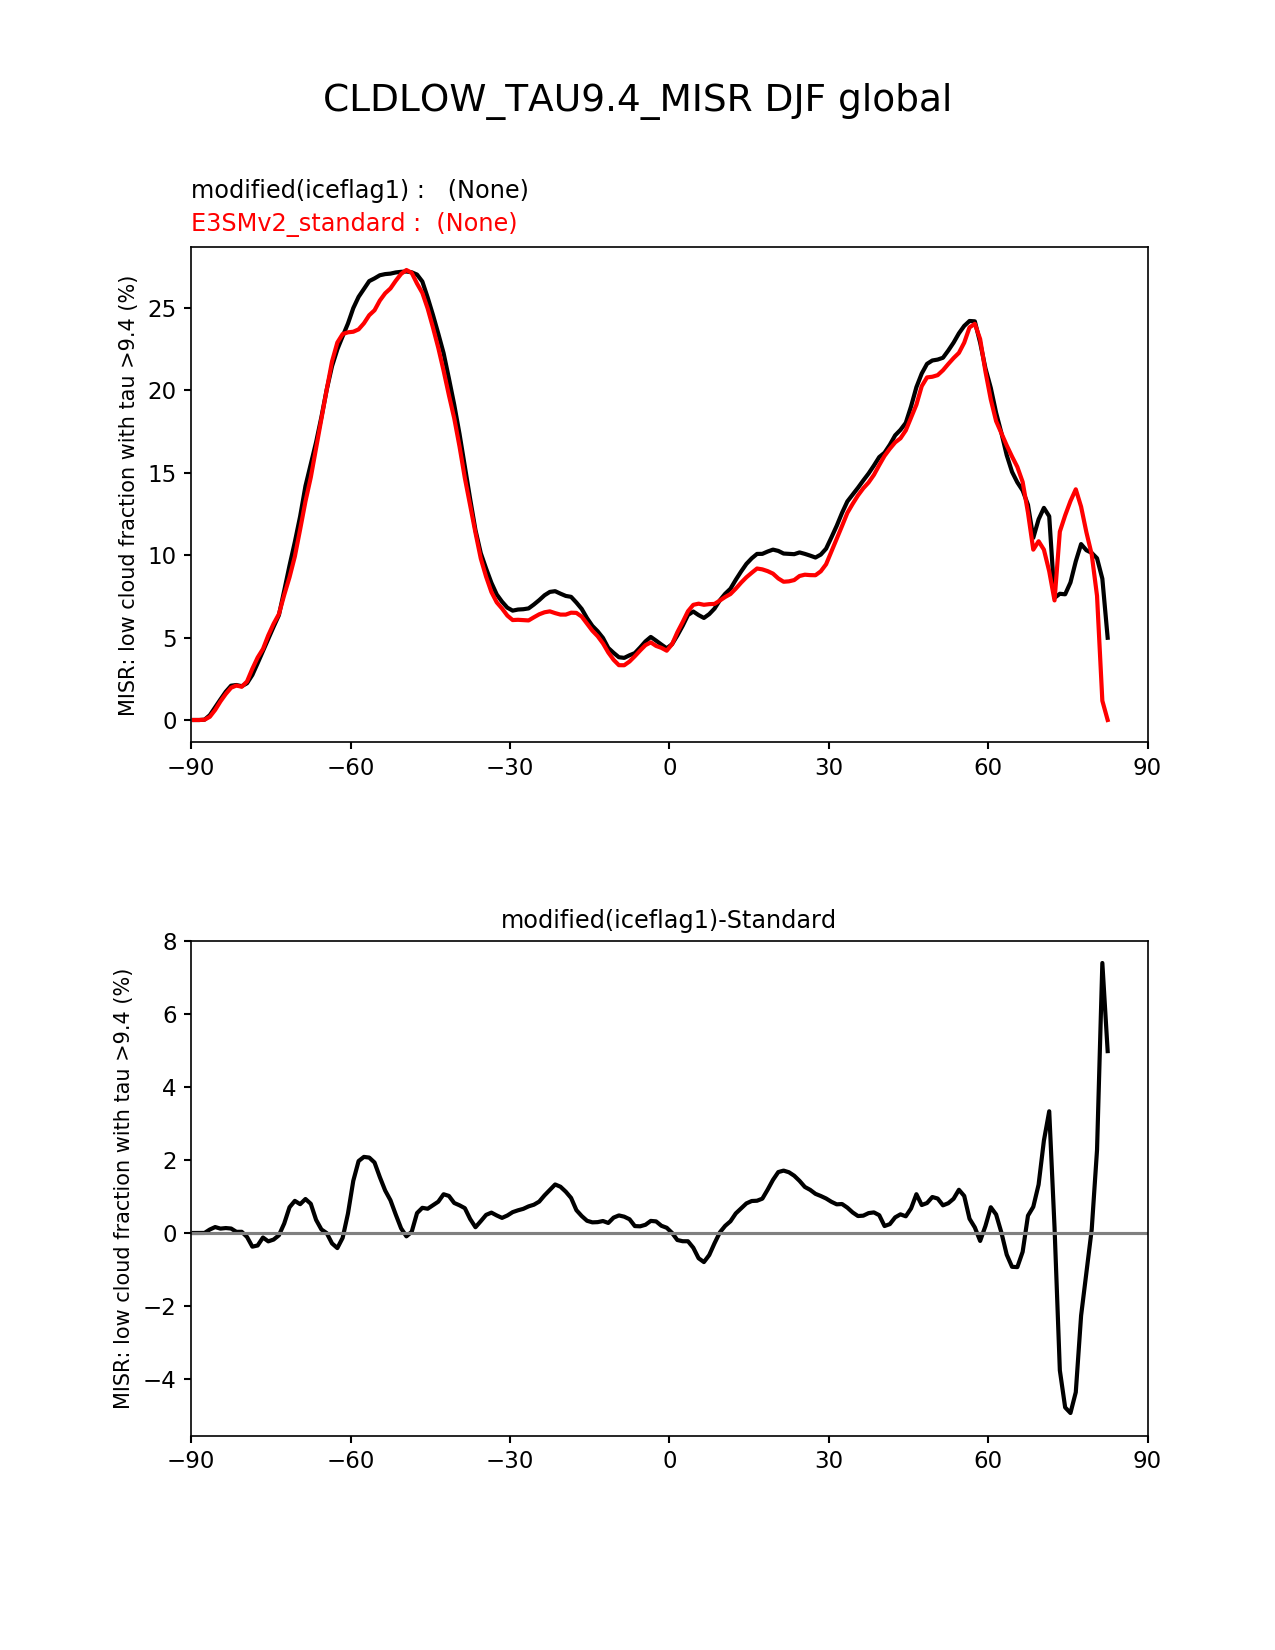 CLDLOW_TAU9.4_MISR DJF global
modified(iceflag1) :   (None)
E3SMv2_standard :  (None)
MISR: low cloud fraction with tau >9.4 (%)
25
20
15
10
5
0
−90 −60 −30 0 30 60 90
modified(iceflag1)-Standard
MISR: low cloud fraction with tau >9.4 (%)
8
6
4
2
0
−2
−4
−90 −60 −30 0 30 60 90